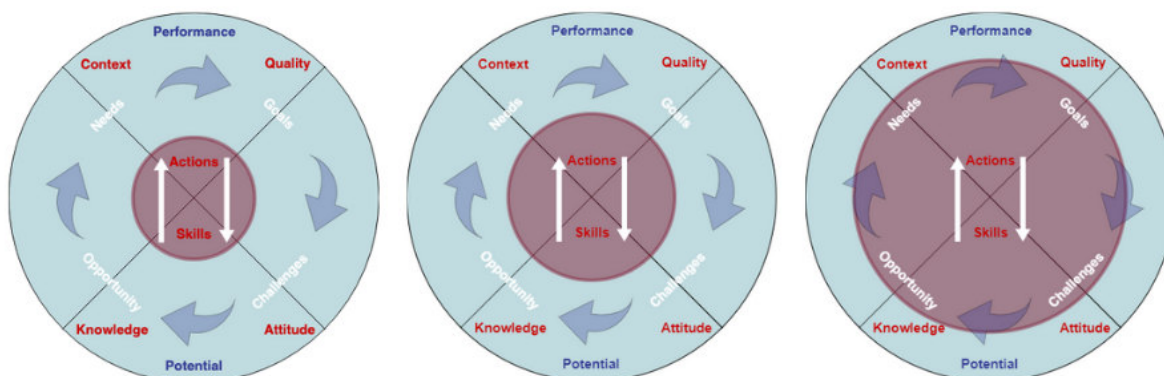 Performance
Context Quality
Needs Goals
Actions
Skills
Opportunity Challenges
Knowledge Attitude
Potential
Performance
Context Quality
Needs Goals
Actions
Skills
Opportunity Challenges
Knowledge Attitude
Potential
Performance
Context Quality
Needs Goals
Actions
Skills
Opportunity Challenges
Knowledge Attitude
Potential